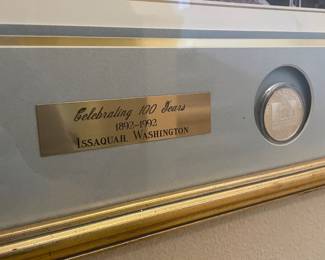 Celebrating 100 Years
1892-1992
ISSAQUAH, WASHINGTON